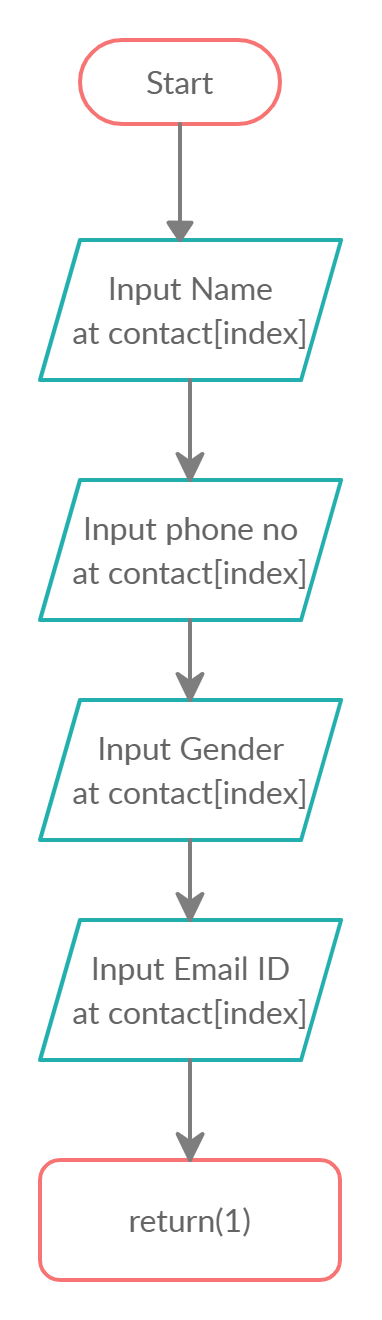 Start
Input Name
at contact[index]
Input phone no
at contact[index]
Input Gender
at contact[index]
Input Email ID
at contact[index]
return(1)